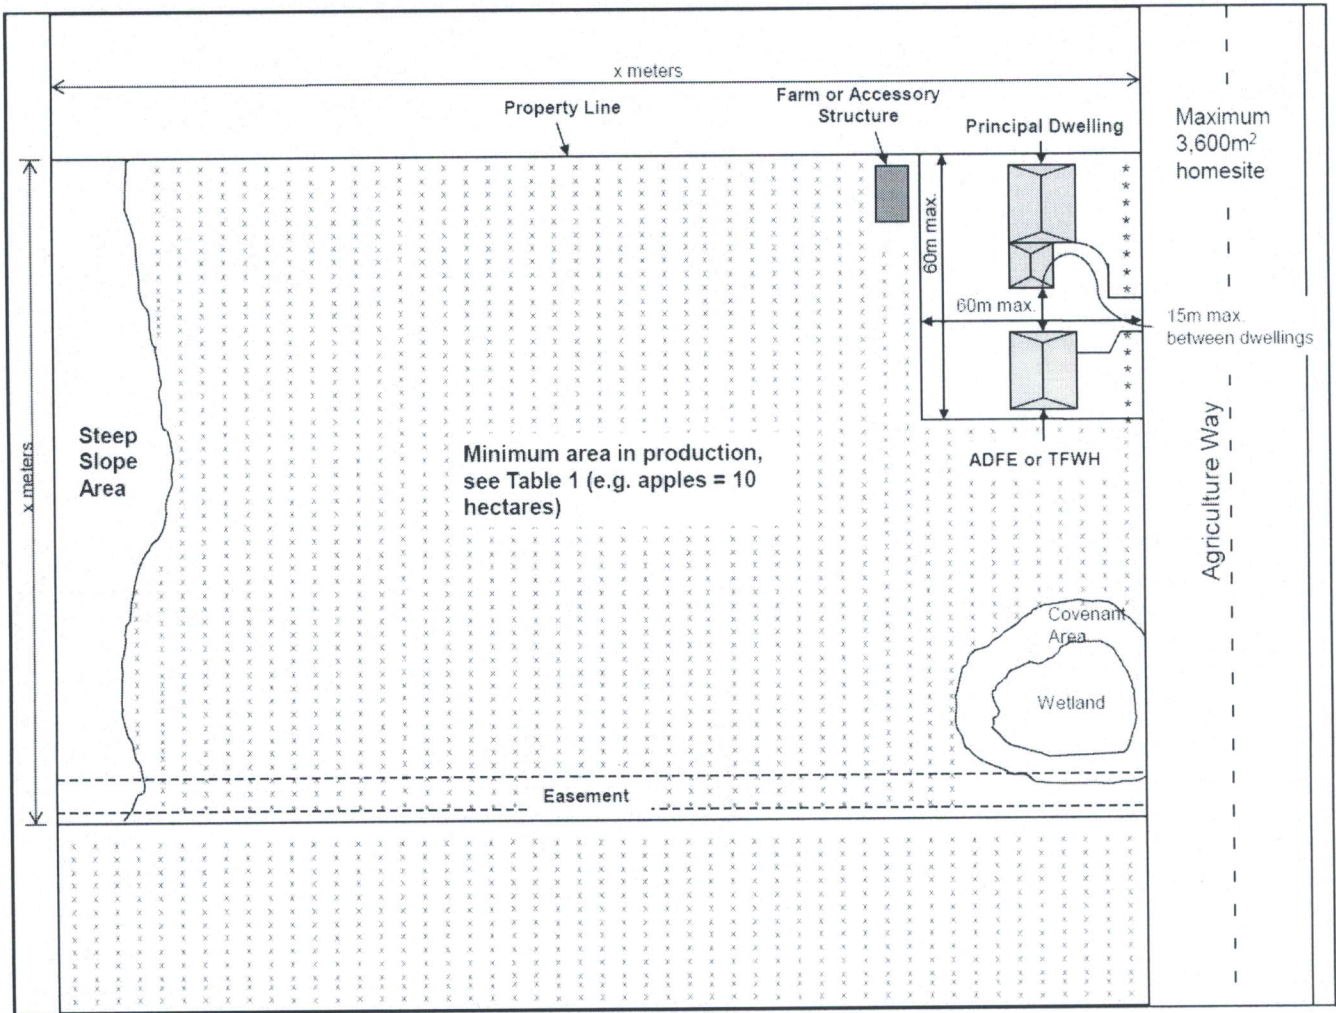 x meters
Property Line
Farm or Accessory
Structure
Principal Dwelling
Maximum
3,600m²
homesite
60m max.
60m max.
15m max.
between dwellings
Steep
Slope
Area
x meters
Minimum area in production,
see Table 1 (e.g. apples = 10
hectares)
ADFE or TFWH
Agriculture Way
Covenant
Area
Wetland
Easement